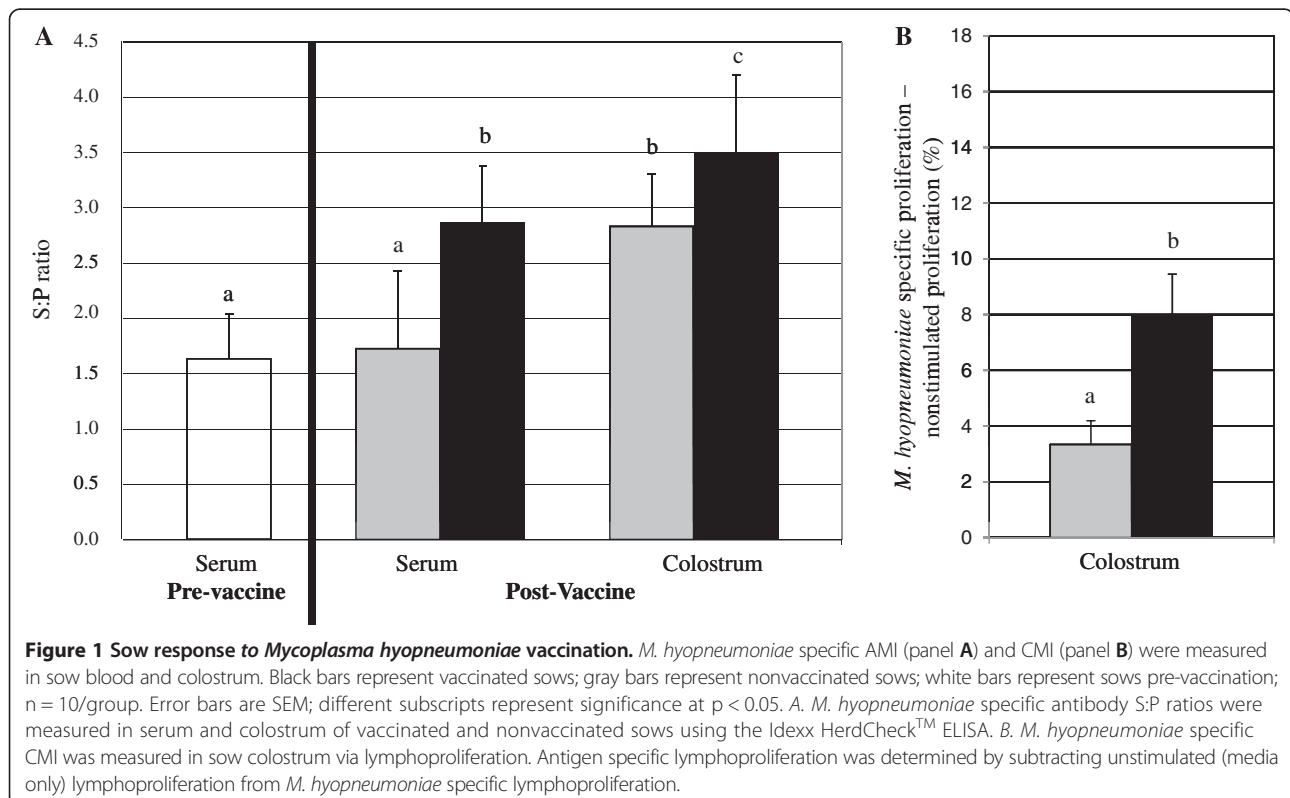 A
4.5
4.0
3.5
3.0
2.5
2.0
1.5
1.0
0.5
0.0
S:P ratio
a
a
b
b
c
Serum
Serum
Colostrum
Pre-vaccine
Post-Vaccine
B
M. hyopneumoniae specific proliferation –
nonstimulated proliferation (%)
18
16
14
12
10
8
6
4
2
0
a
b
Colostrum
Figure 1 Sow response to Mycoplasma hyopneumoniae vaccination. M. hyopneumoniae specific AMI (panel A) and CMI (panel B) were measured
in sow blood and colostrum. Black bars represent vaccinated sows; gray bars represent nonvaccinated sows; white bars represent sows pre-vaccination;
n = 10/group. Error bars are SEM; different subscripts represent significance at p < 0.05. A. M. hyopneumoniae specific antibody S:P ratios were
measured in serum and colostrum of vaccinated and nonvaccinated sows using the Idexx HerdCheck™ ELISA. B. M. hyopneumoniae specific
CMI was measured in sow colostrum via lymphoproliferation. Antigen specific lymphoproliferation was determined by subtracting unstimulated (media
only) lymphoproliferation from M. hyopneumoniae specific lymphoproliferation.